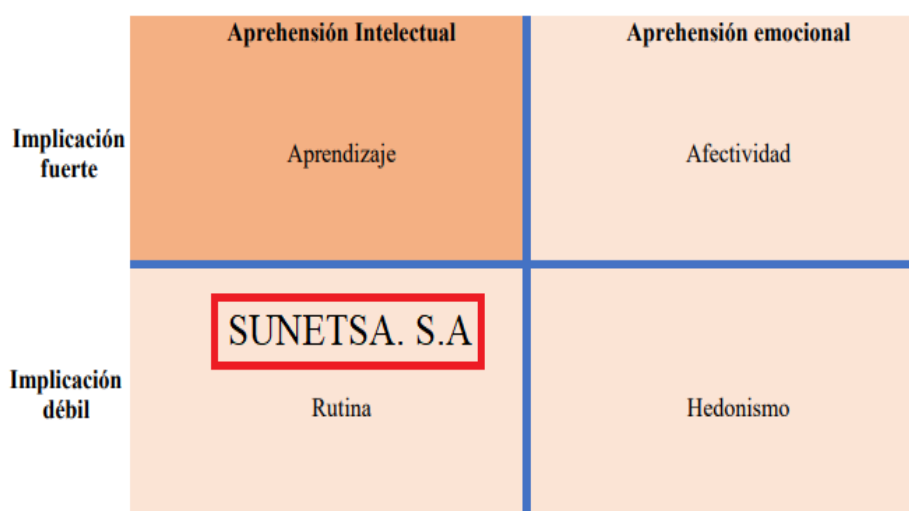 Aprehensión Intelectual
Aprehensión emocional
Implicación
fuerte
Aprendizaje
Afectividad
SUNETSA. S.A
Implicación
débil
Rutina
Hedonismo